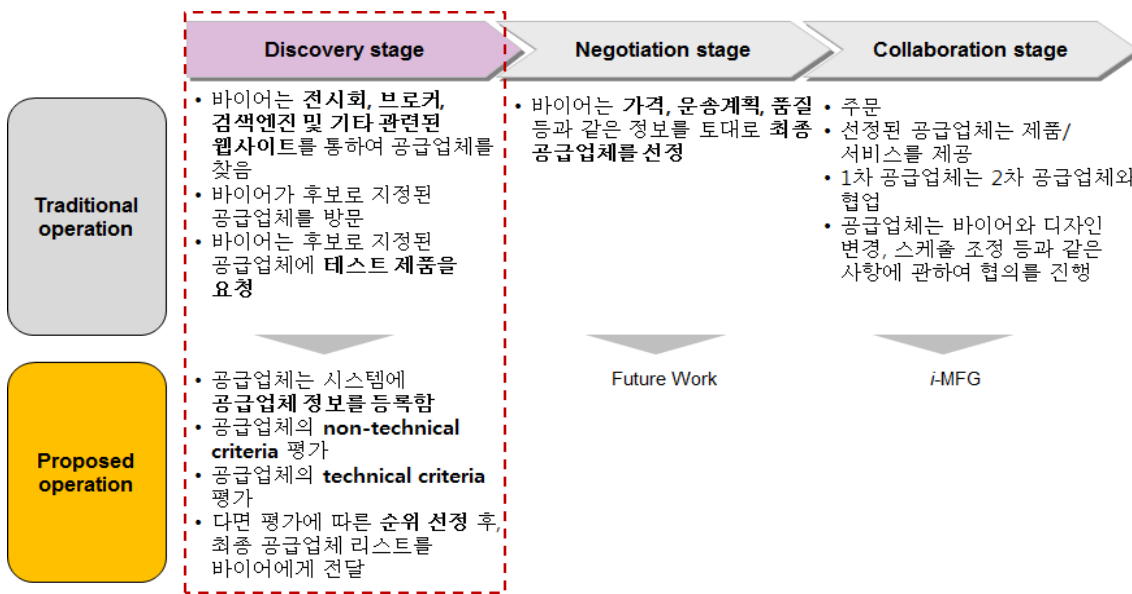 Discovery stage
Negotiation stage
Collaboration stage
Traditional
operation
• 바이어는 전시회, 브로커,
검색엔진 및 기타 관련된
웹사이트를 통하여 공급업체를
찾음
• 바이어가 후보로 지정된
공급업체를 방문
• 바이어는 후보로 지정된
공급업체에 테스트 제품을
요청
• 바이어는 가격, 운송계획, 품질
등과 같은 정보를 토대로 최종
공급업체를 선정
• 주문
• 선정된 공급업체는 제품/
서비스를 제공
• 1차 공급업체는 2차 공급업체와
협업
• 공급업체는 바이어와 디자인
변경, 스케줄 조정 등과 같은
사항에 관하여 협의를 진행
Proposed
operation
• 공급업체는 시스템에
공급업체 정보를 등록함
• 공급업체의 non-technical
criteria 평가
• 공급업체의 technical criteria
평가
• 다면 평가에 따른 순위 선정 후,
최종 공급업체 리스트를
바이어에게 전달
Future Work
i-MFG